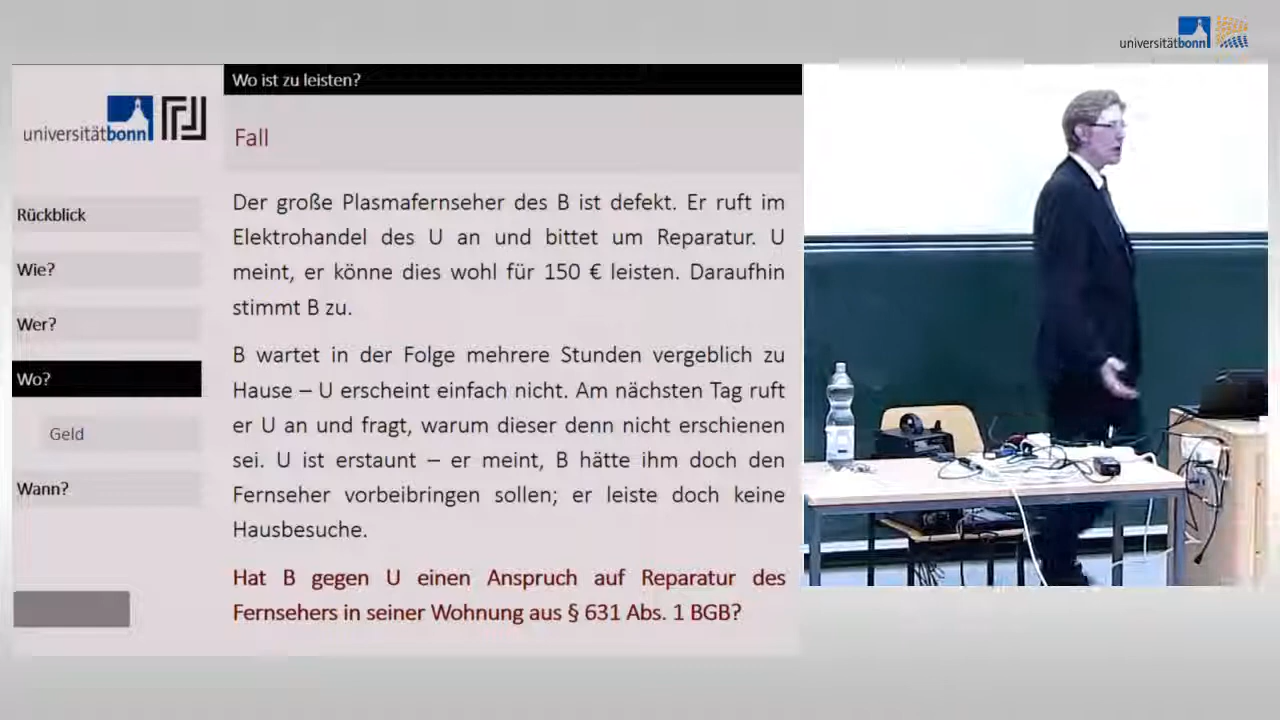 universitätbonn
Wo ist zu leisten?
universitätbonn
Fall
Rückblick
Wie?
Wer?
Wo?
Geld
Wann?
Der große Plasmafernseher des B ist defekt. Er ruft im
Elektrohandel des U an und bittet um Reparatur. U
meint, er könne dies wohl für 150 € leisten. Daraufhin
stimmt B zu.
B wartet in der Folge mehrere Stunden vergeblich zu
Hause – U erscheint einfach nicht. Am nächsten Tag ruft
er U an und fragt, warum dieser denn nicht erschienen
sei. U ist erstaunt – er meint, B hätte ihm doch den
Fernseher vorbeibringen sollen; er leiste doch keine
Hausbesuche.
Hat B gegen U einen Anspruch auf Reparatur des
Fernsehers in seiner Wohnung aus § 631 Abs. 1 BGB?